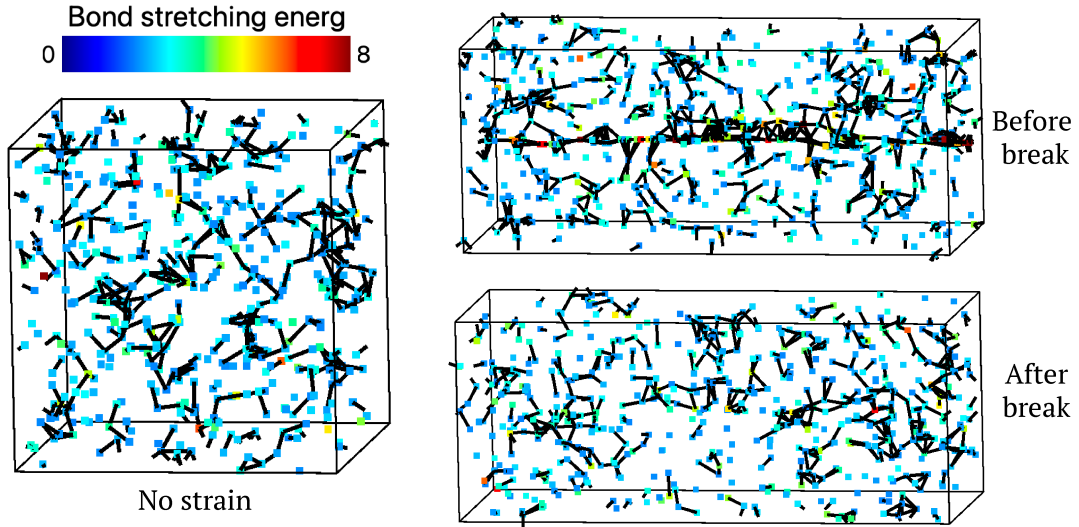 Bond stretching energ
0 8
Before
break
After
break
No strain